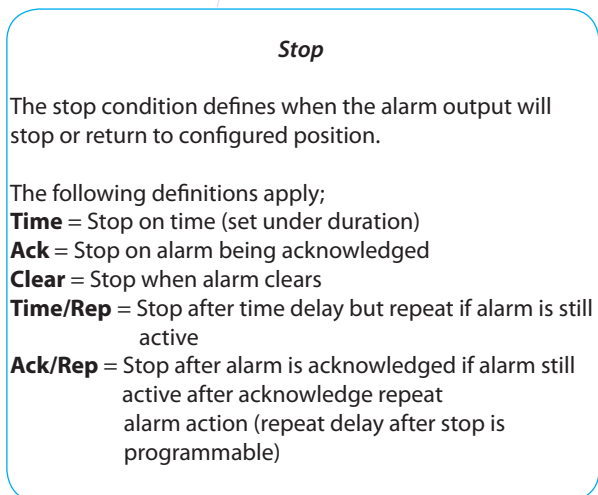 Stop
The stop condition defines when the alarm output will
stop or return to configured position.
The following definitions apply;
Time = Stop on time (set under duration)
Ack = Stop on alarm being acknowledged
Clear = Stop when alarm clears
Time/Rep = Stop after time delay but repeat if alarm is still
active
Ack/Rep = Stop after alarm is acknowledged if alarm still
active after acknowledge repeat
alarm action (repeat delay after stop is
programmable)